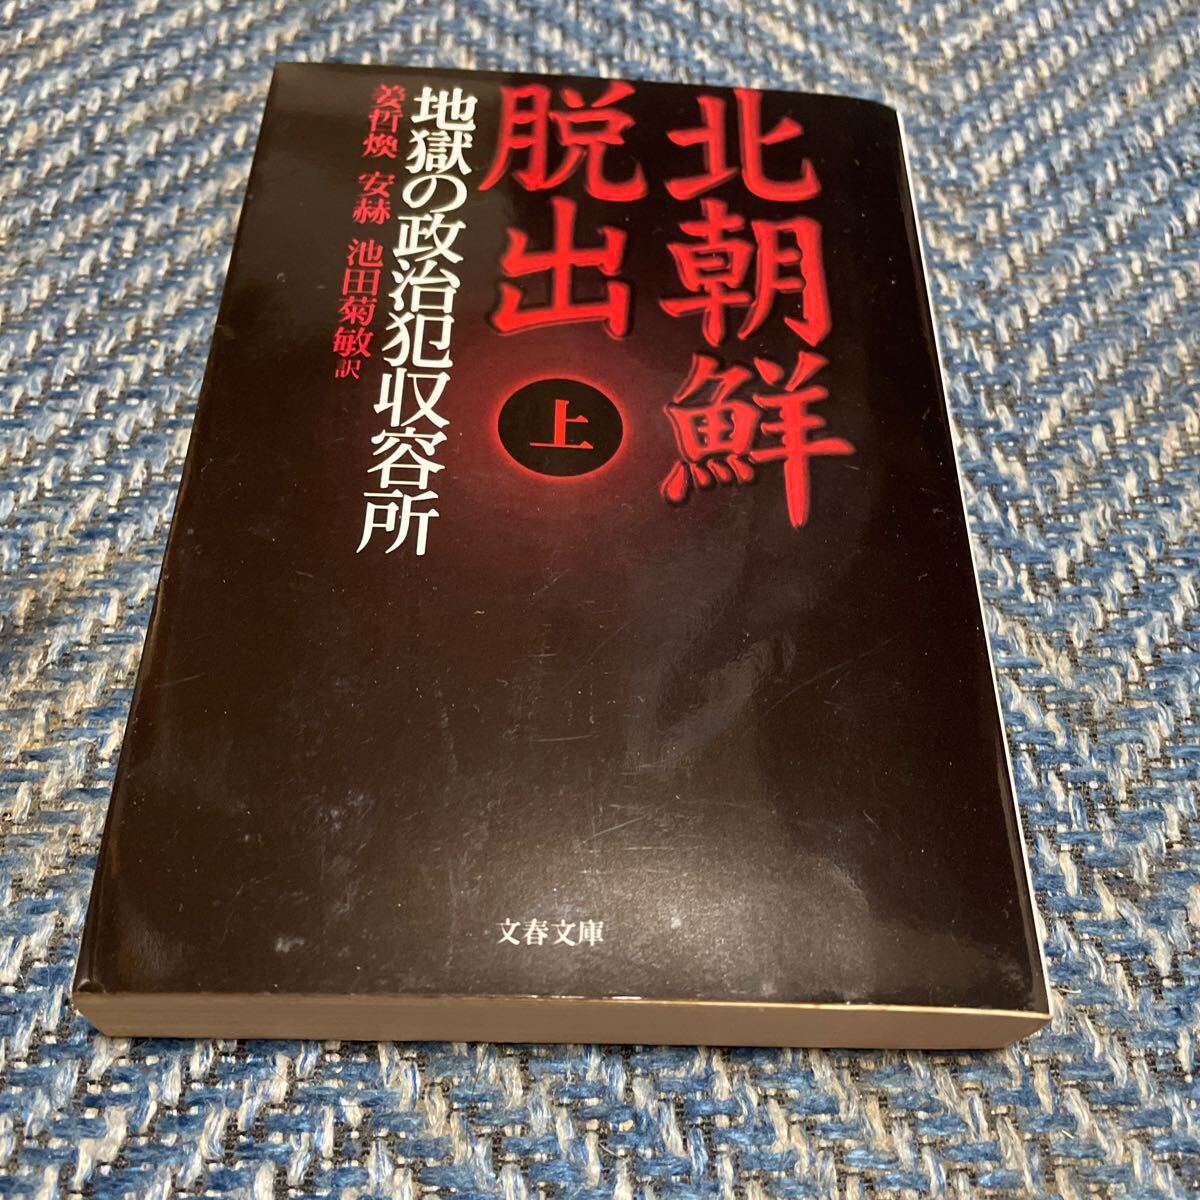 北朝鮮
脱出
上
地獄の政治犯収容所
姜哲煥 安赫 池田菊敏訳
文春文庫